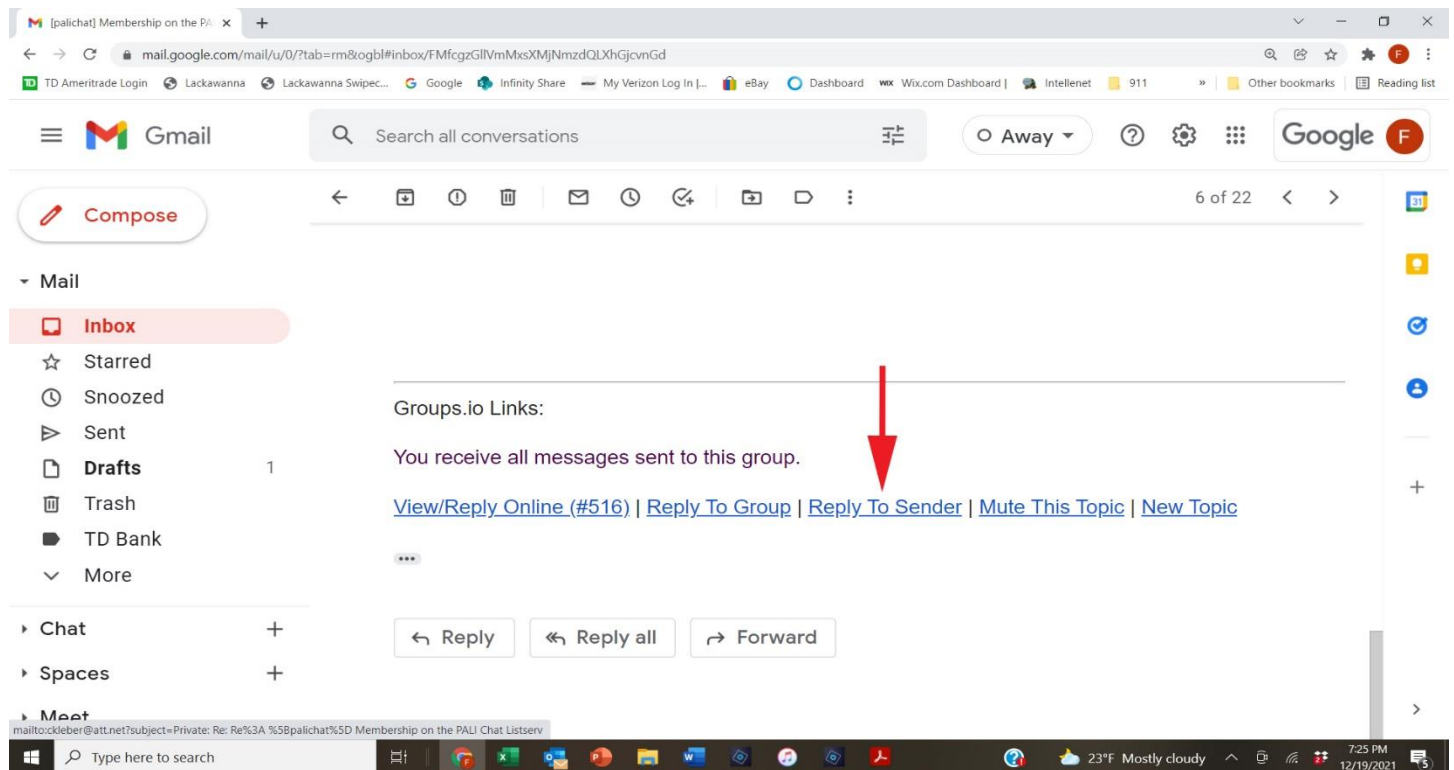 [palichat] Membership on the PA
mail.google.com/mail/u/0/?tab=rm&ogbl#inbox/FMfcgzGllVmMxsXMjNmzdQLXhGjcvnGd
F
TD Ameritrade Login Lackawanna Lackawanna Swipec... Google Infinity Share My Verizon Log In |... eBay Dashboard WIX Wix.com Dashboard | Intellenet 911 » Other bookmarks Reading list
Gmail Search all conversations Away Google F
Compose 6 of 22
31
Mail
Inbox
Starred
Snoozed
Sent
Drafts 1
Trash
TD Bank
More
Chat
Spaces
Meet
Groups.io Links:
You receive all messages sent to this group.
View/Reply Online (#516) | Reply To Group | Reply To Sender | Mute This Topic | New Topic
Reply Reply all Forward
mailto:ckleber@att.net?subject=Private: Re: Re%3A %5Bpalichat%5D Membership on the PALI Chat Listserv
Type here to search 23°F Mostly cloudy 7:25 PM
12/19/2021